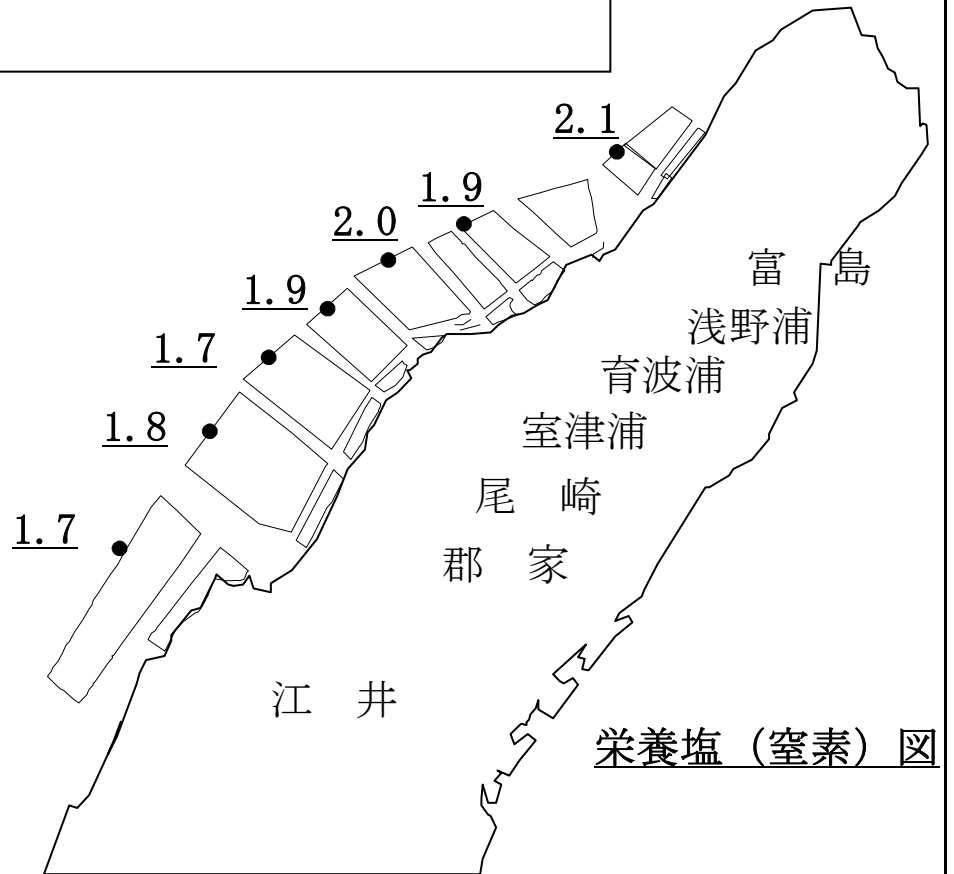 2.1
1.9
2.0
1.9
1.7
1.8
1.7
富　島
浅野浦
育波浦
室津浦
尾　崎
郡　家
江　井
栄養塩（窒素）図